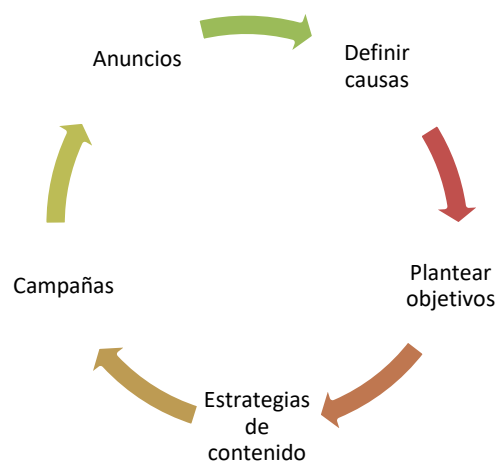 Anuncios
Definir
causas
Plantear
objetivos
Estrategias
de
contenido
Campañas